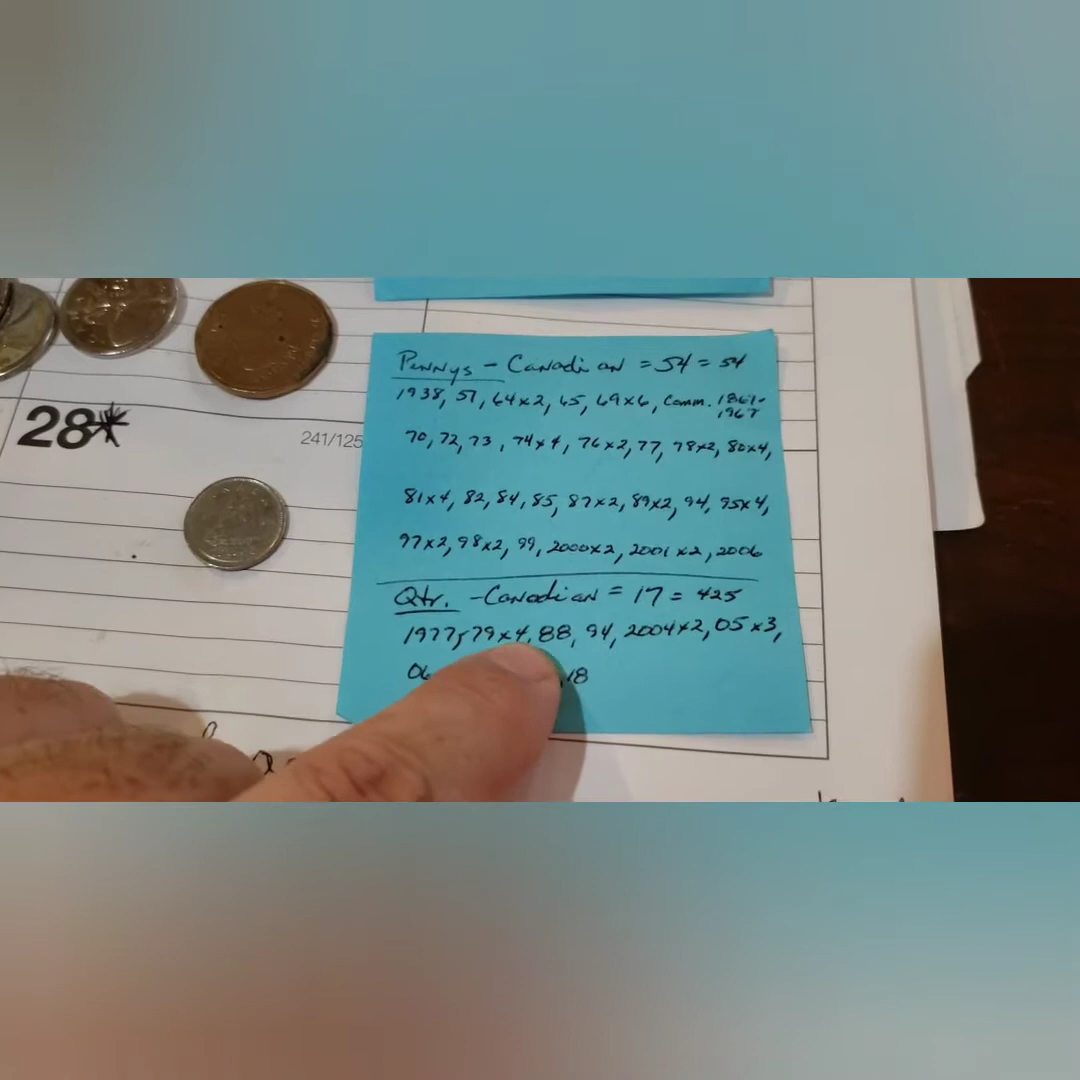 Pennys - Canadian = 54 = 54
1938, 57, 64x2, 65, 69x6, Comm. 1867-
1967
70, 72, 73, 74x4, 76x2, 77, 78x2, 80x4,
28*
241/125
81x4, 82, 84, 85, 87x2, 89x2, 94, 95x4,
97x2, 98x2, 99, 2000x2, 2001x2, 2006
Qtr. - Canadian = 17 = 425
1977, 79x4, 88, 94, 2004x2, 05x3,
06 ,18